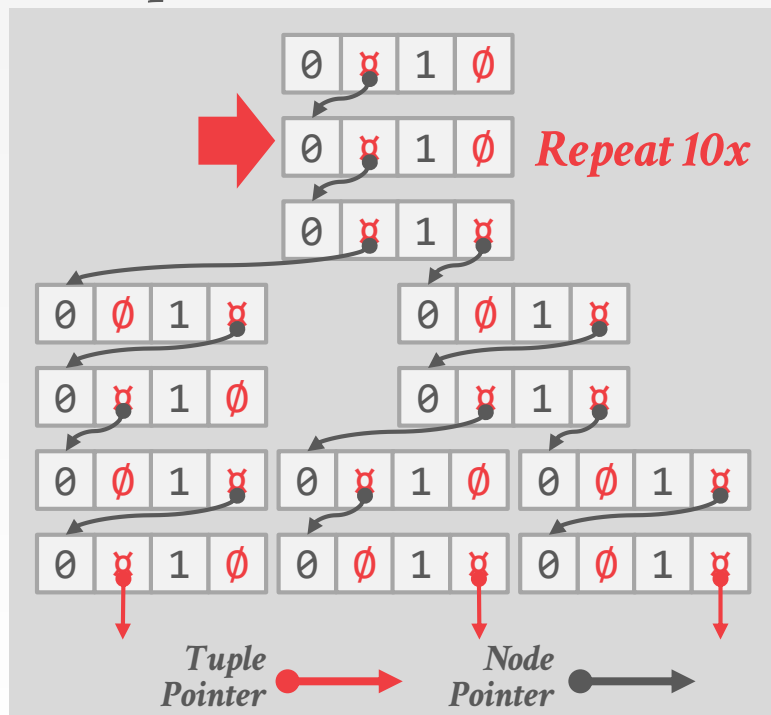 0 ¤ 1 Ø
0 ¤ 1 Ø
Repeat 10x
0 ¤ 1 ¤
0 Ø 1 ¤ 0 Ø 1 ¤
0 ¤ 1 Ø 0 ¤ 1 ¤
0 Ø 1 ¤ 0 ¤ 1 Ø 0 Ø 1 ¤
0 ¤ 1 Ø 0 Ø 1 ¤ 0 Ø 1 ¤
Tuple
Pointer
Node
Pointer